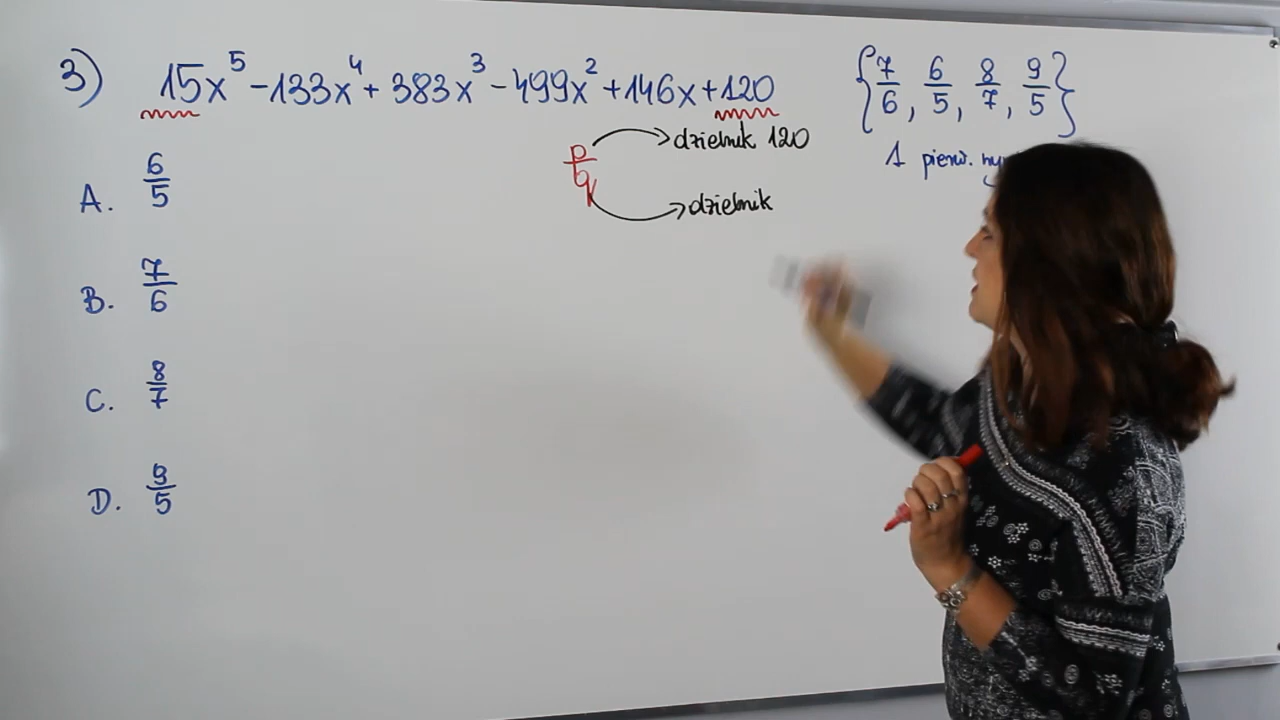 3) 15x⁵ - 133x⁴ + 383x³ - 499x² + 146x + 120
{7/6, 6/5, 8/7, 9/5}
1 pierw.
p/q
dzielnik 120
dzielnik
A. 6/5
B. 7/6
C. 8/7
D. 9/5